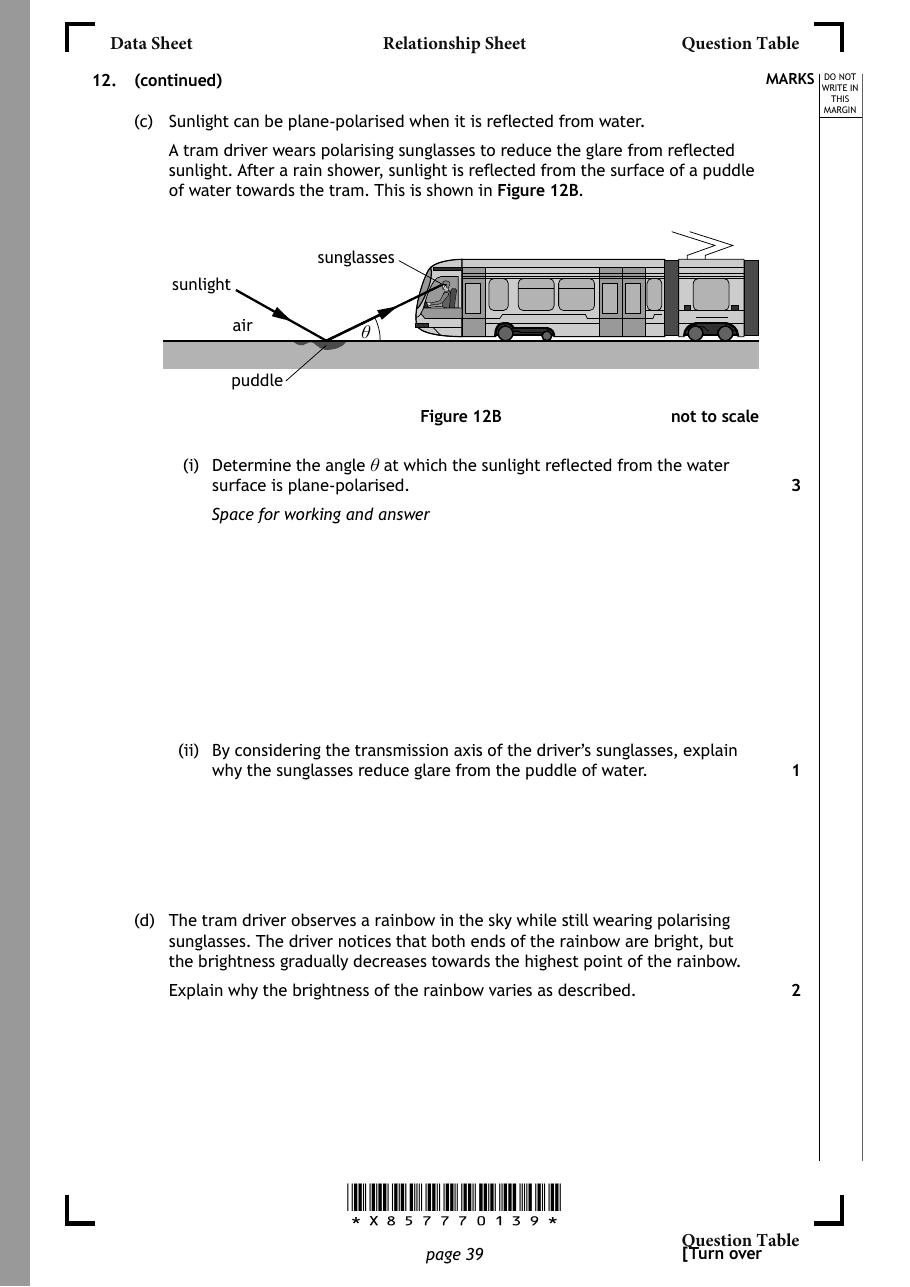 Data Sheet Relationship Sheet Question Table
12. (continued) MARKS
DO NOT
WRITE IN
THIS
MARGIN
(c) Sunlight can be plane-polarised when it is reflected from water.
A tram driver wears polarising sunglasses to reduce the glare from reflected
sunlight. After a rain shower, sunlight is reflected from the surface of a puddle
of water towards the tram. This is shown in Figure 12B.
sunglasses
sunlight
air
θ
puddle
Figure 12B not to scale
(i) Determine the angle θ at which the sunlight reflected from the water
surface is plane-polarised. 3
Space for working and answer
(ii) By considering the transmission axis of the driver’s sunglasses, explain
why the sunglasses reduce glare from the puddle of water. 1
(d) The tram driver observes a rainbow in the sky while still wearing polarising
sunglasses. The driver notices that both ends of the rainbow are bright, but
the brightness gradually decreases towards the highest point of the rainbow.
Explain why the brightness of the rainbow varies as described. 2
* X 8 5 7 7 7 0 1 3 9 *
Question Table
page 39 [Turn over